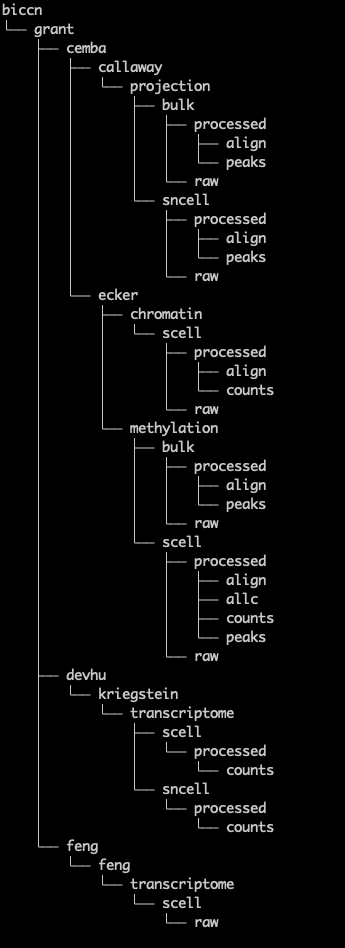 biccn
└── grant
    ├── cemba
    │   ├── callaway
    │   │   └── projection
    │   │       ├── bulk
    │   │       │   ├── processed
    │   │       │   │   ├── align
    │   │       │   │   └── peaks
    │   │       │   └── raw
    │   │       └── sncell
    │   │           ├── processed
    │   │           │   ├── align
    │   │           │   └── peaks
    │   │           └── raw
    │   └── ecker
    │       ├── chromatin
    │       │   └── scell
    │       │       ├── processed
    │       │       │   ├── align
    │       │       │   └── counts
    │       │       └── raw
    │       └── methylation
    │           ├── bulk
    │           │   ├── processed
    │           │   │   ├── align
    │           │   │   └── peaks
    │           │   └── raw
    │           └── scell
    │               ├── processed
    │               │   ├── align
    │               │   ├── allc
    │               │   ├── counts
    │               │   └── peaks
    │               └── raw
    ├── devhu
    │   └── kriegstein
    │       └── transcriptome
    │           ├── scell
    │           │   └── processed
    │           │       └── counts
    │           └── sncell
    │               └── processed
    │                   └── counts
    └── feng
        └── feng
            └── transcriptome
                └── scell
                    └── raw